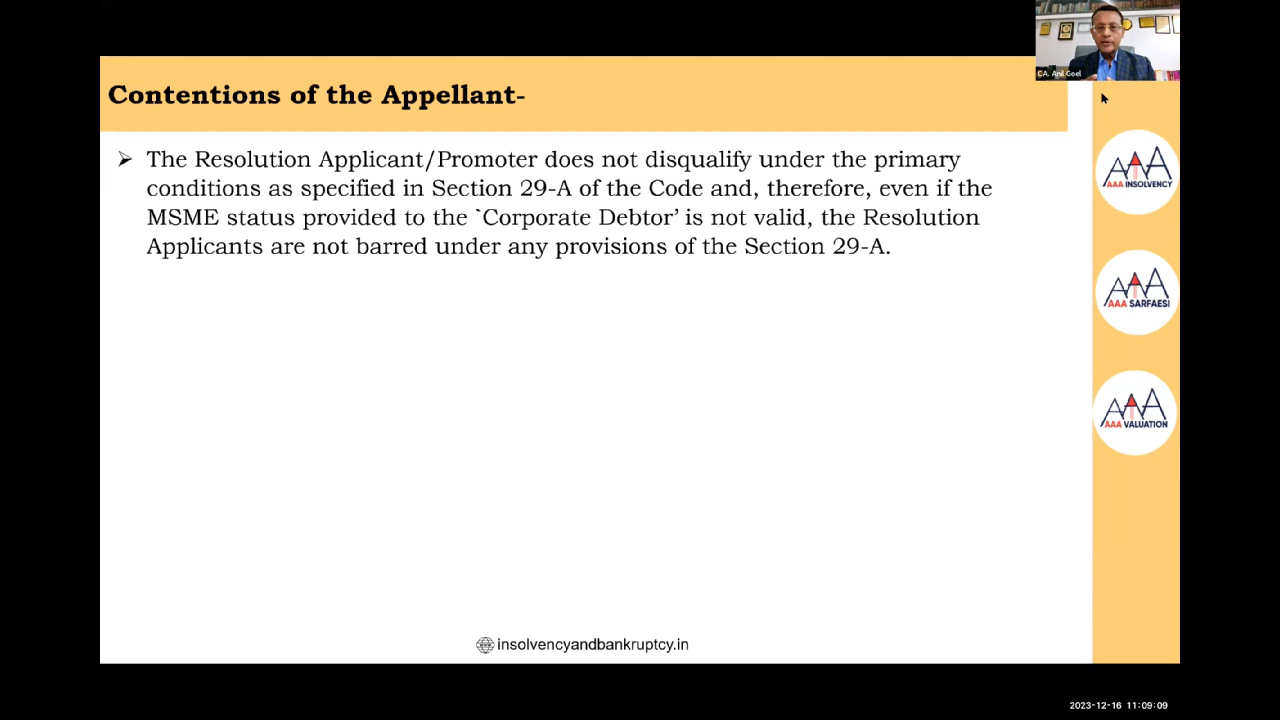 CA. Anil Goel
Contentions of the Appellant-
➢ The Resolution Applicant/Promoter does not disqualify under the primary
conditions as specified in Section 29-A of the Code and, therefore, even if the
MSME status provided to the `Corporate Debtor’ is not valid, the Resolution
Applicants are not barred under any provisions of the Section 29-A.
AAA
AAA INSOLVENCY
AAA
AAA SARFAESI
AAA
AAA VALUATION
insolvencyandbankruptcy.in
2023-12-16 11:09:09